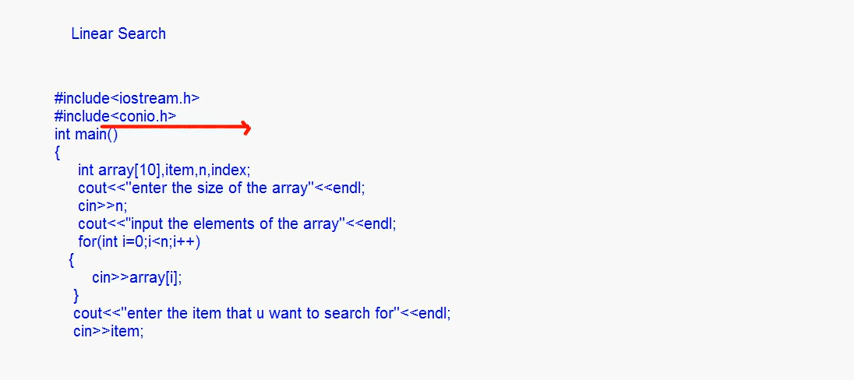 Linear Search
#include<iostream.h>
#include<conio.h>
int main()
{
int array[10],item,n,index;
cout<<"enter the size of the array"<<endl;
cin>>n;
cout<<"input the elements of the array"<<endl;
for(int i=0;i<n;i++)
{
cin>>array[i];
}
cout<<"enter the item that u want to search for"<<endl;
cin>>item;